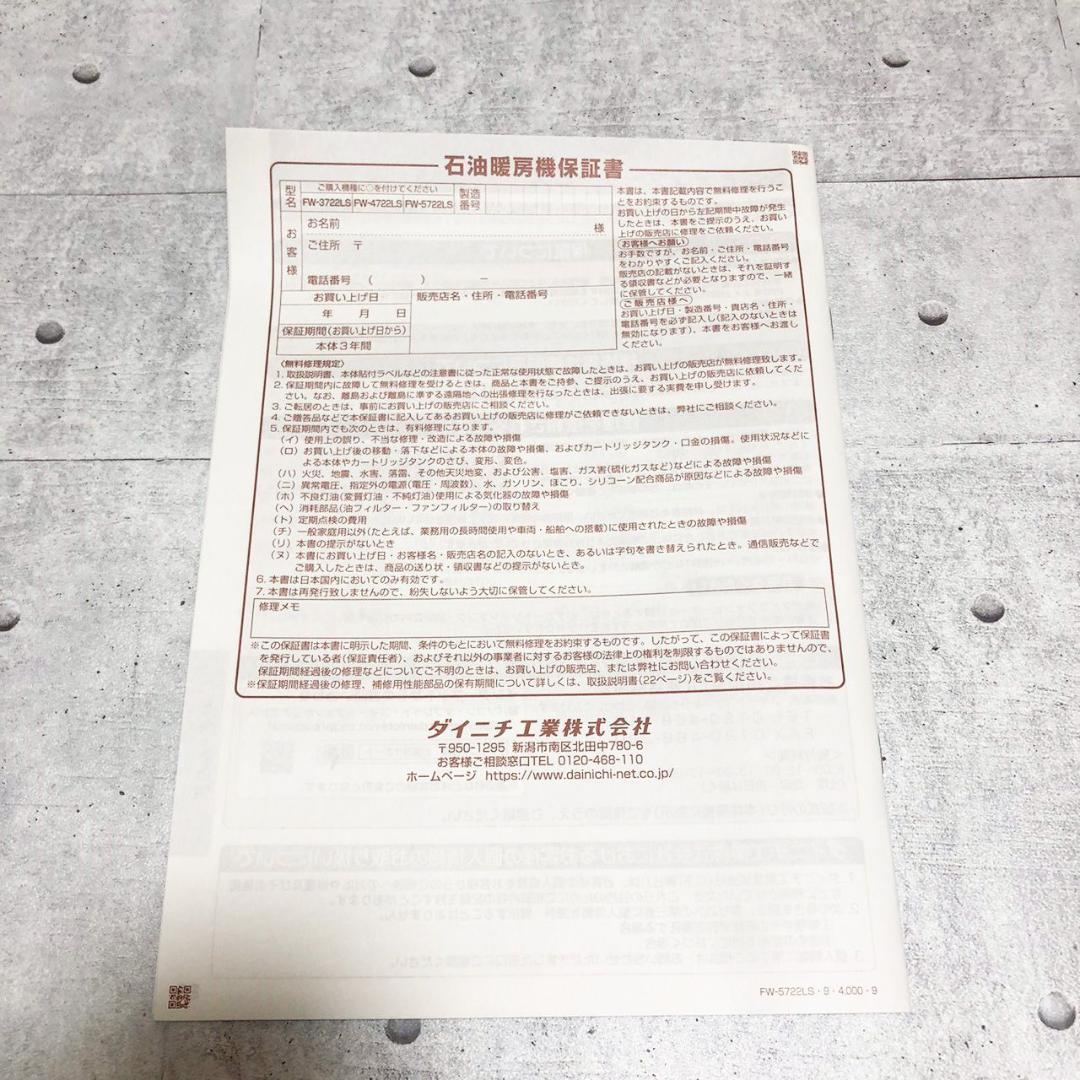 石油暖房機保証書
型名
ご購入機種に○を付けてください
FW-3722LS FW-4722LS FW-5722LS
製造番号
お客様
お名前 様
ご住所 〒
電話番号 ( ) −
お買い上げ日
年 月 日
販売店名・住所・電話番号
保証期間(お買い上げ日から)
本体3年間
本書は、本書記載内容で無料修理を行うこ
とをお約束するものです。
お買い上げの日から左記期間中故障が発生
したときは、本書をご提示のうえ、お買い
上げの販売店に修理をご依頼ください。
お客様へお願い
お手数ですが、お名前・ご住所・電話番号
をわかりやすくご記入ください。
販売店の記載がないときは、それを証明す
る領収書などが必要となりますので、一緒
に保管してください。
ご販売店様へ
お買い上げ日・製造番号・貴店名・住所・
電話番号を必ず記入し(記入のないときは
無効になります)、本書をお客様へお渡し
ください。
〈無料修理規定〉
1. 取扱説明書、本体貼付ラベルなどの注意書に従った正常な使用状態で故障したときは、お買い上げの販売店が無料修理致します。
2. 保証期間内に故障して無料修理を受けるときは、商品と本書をご持参、ご提示のうえ、お買い上げの販売店に依頼してくだ
さい。なお、離島および離島に準ずる遠隔地への出張修理を行なったときは、出張に要する実費を申し受けます。
3. ご転居のときは、事前にお買い上げの販売店にご相談ください。
4. ご贈答品などで本保証書に記入してあるお買い上げの販売店に修理がご依頼できないときは、弊社にご相談ください。
5. 保証期間内でも次のときは、有料修理になります。
(イ) 使用上の誤り、不当な修理・改造による故障や損傷
(ロ) お買い上げ後の移動・落下などによる本体の故障や損傷、およびカートリッジタンク・口金の損傷。使用状況などに
よる本体やカートリッジタンクのさび、変形、変色。
(ハ) 火災、地震、水害、落雷、その他天災地変、および公害、塩害、ガス害(硫化ガスなど)などによる故障や損傷
(ニ) 異常電圧、指定外の電源(電圧・周波数)、水、ガソリン、ほこり、シリコーン配合商品が原因などによる故障や損傷
(ホ) 不良灯油(変質灯油・不純灯油)使用による気化器の故障や損傷
(ヘ) 消耗部品(油フィルター・ファンフィルター)の取り替え
(ト) 定期点検の費用
(チ) 一般家庭用以外(たとえば、業務用の長時間使用や車両・船舶への搭載)に使用されたときの故障や損傷
(リ) 本書の提示がないとき
(ヌ) 本書にお買い上げ日・お客様名・販売店名の記入のないとき、あるいは字句を書き替えられたとき。通信販売などで
ご購入したときは、商品の送り状・領収書などの提示がないとき。
6. 本書は日本国内においてのみ有効です。
7. 本書は再発行致しませんので、紛失しないよう大切に保管してください。
修理メモ
※この保証書は本書に明示した期間、条件のもとにおいて無料修理をお約束するものです。したがって、この保証書によって保証書
を発行している者(保証責任者)、およびそれ以外の事業者に対するお客様の法律上の権利を制限するものではありませんので、
保証期間経過後の修理などについてご不明のときは、お買い上げの販売店、または弊社にお問い合わせください。
※保証期間経過後の修理、補修用性能部品の保有期間について詳しくは、取扱説明書(22ページ)をご覧ください。
ダイニチ工業株式会社
〒950-1295 新潟市南区北田中780-6
お客様ご相談窓口TEL 0120-468-110
ホームページ https://www.dainichi-net.co.jp/
FW-5722LS・9・4,000・9